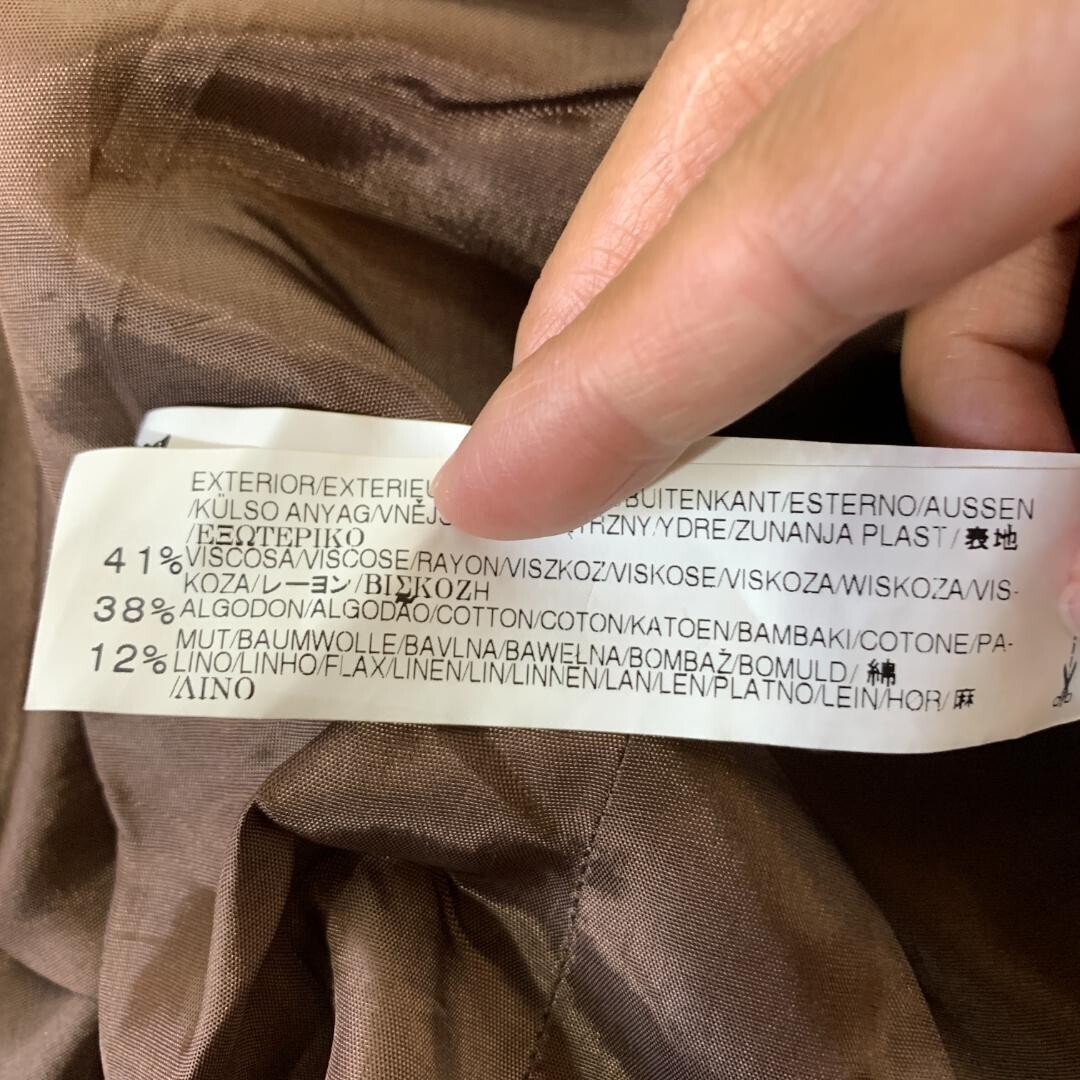 EXTERIOR/EXTERIEU BUITENKANT/ESTERNO/AUSSEN
/KÜLSO ANYAG/VNĚJ TRZNY/YDRE/ZUNANJA PLAST/表地
/ΕΞΩΤΕΡΙΚΟ
41% VISCOSA/VISCOSE/RAYON/VISZKOZ/VISKOSE/VISKOZA/WISKOZA/VIS-
KOZA/レーヨン/ΒΙΣΚΟΖΗ
38% ALGODON/ALGODÃO/COTTON/COTON/KATOEN/BAMBAKI/COTONE/PA-
MUT/BAUMWOLLE/BAVLNA/BAWEŁNA/BOMBAŽ/BOMULD/綿
12% LINO/LINHO/FLAX/LINEN/LIN/LINNEN/LAN/LEN/PLATNO/LEIN/HOR/麻
/ΛΙΝΟ